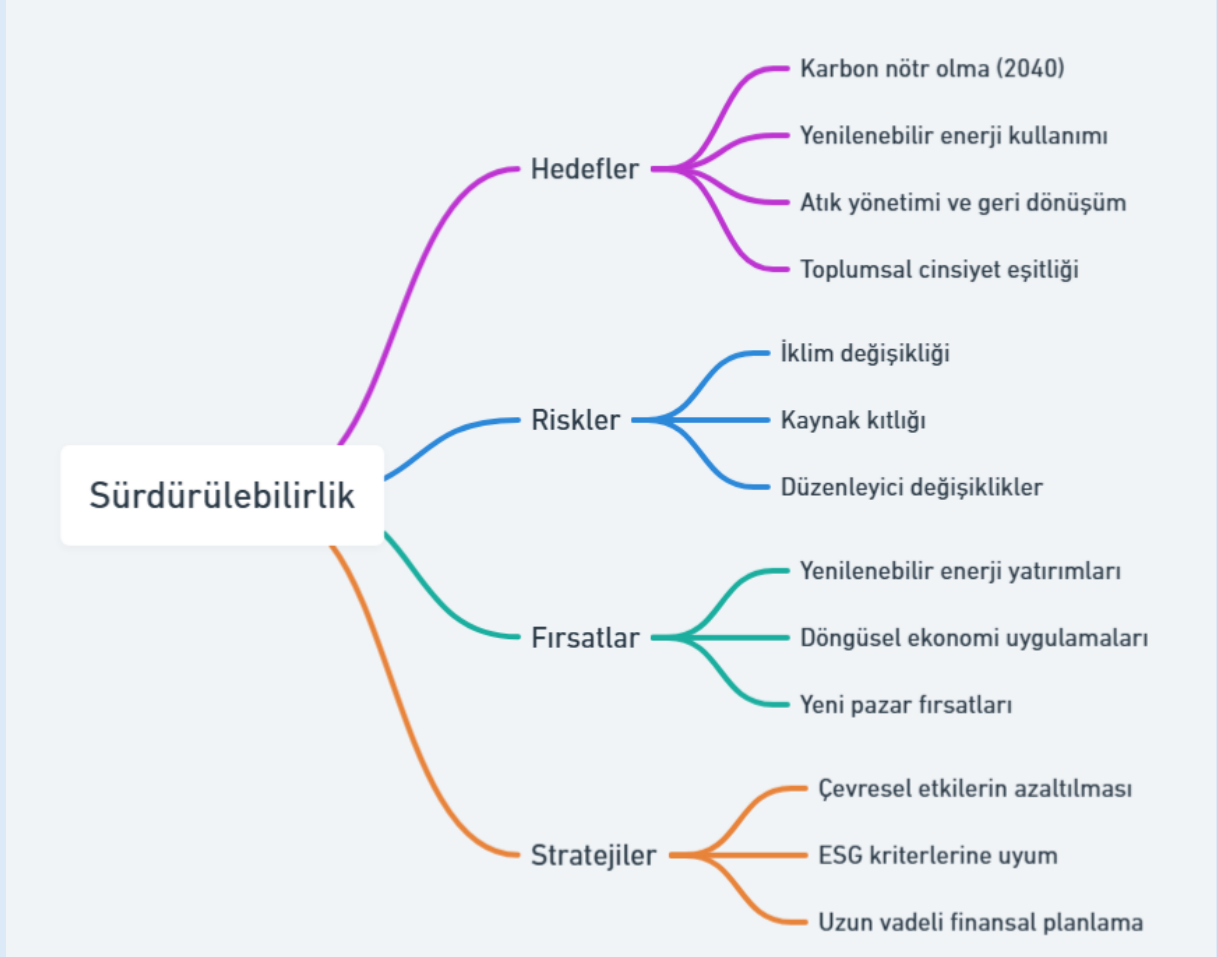 Sürdürülebilirlik
Hedefler
Karbon nötr olma (2040)
Yenilenebilir enerji kullanımı
Atık yönetimi ve geri dönüşüm
Toplumsal cinsiyet eşitliği
Riskler
İklim değişikliği
Kaynak kıtlığı
Düzenleyici değişiklikler
Fırsatlar
Yenilenebilir enerji yatırımları
Döngüsel ekonomi uygulamaları
Yeni pazar fırsatları
Stratejiler
Çevresel etkilerin azaltılması
ESG kriterlerine uyum
Uzun vadeli finansal planlama